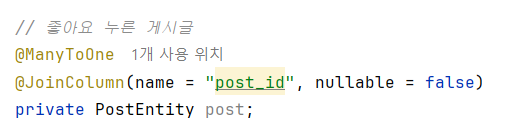 // 좋아요 누른 게시글
@ManyToOne 1개 사용 위치
@JoinColumn(name = "post_id", nullable = false)
private PostEntity post;